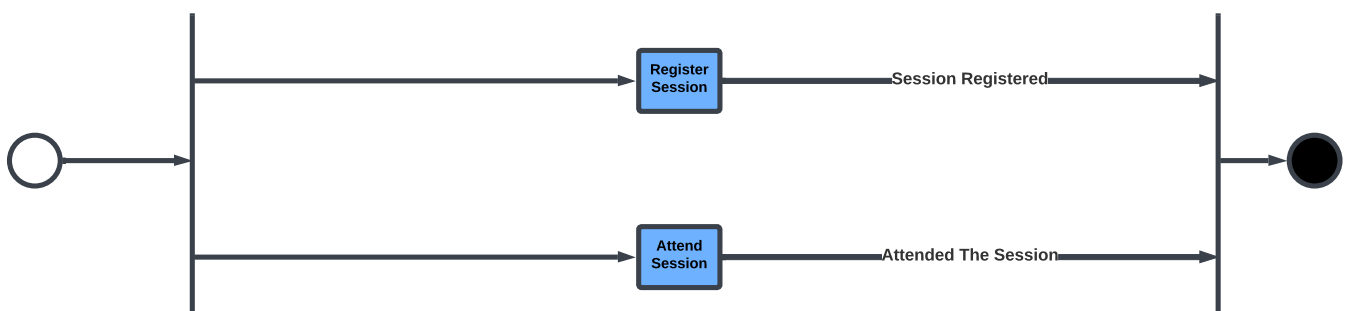 Register
Session
Session Registered
Attend
Session
Attended The Session